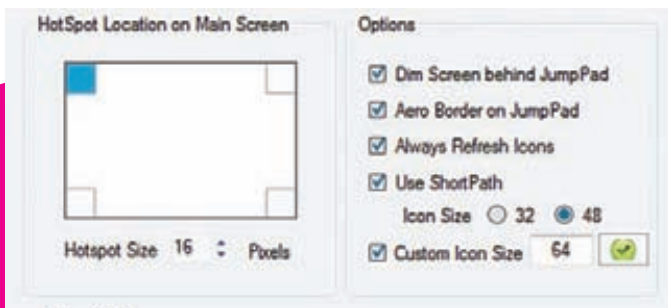 HotSpot Location on Main Screen
Hotspot Size 16 Pixels
Options
Dim Screen behind JumpPad
Aero Border on JumpPad
Always Refresh Icons
Use ShortPath
Icon Size 32 48
Custom Icon Size 64